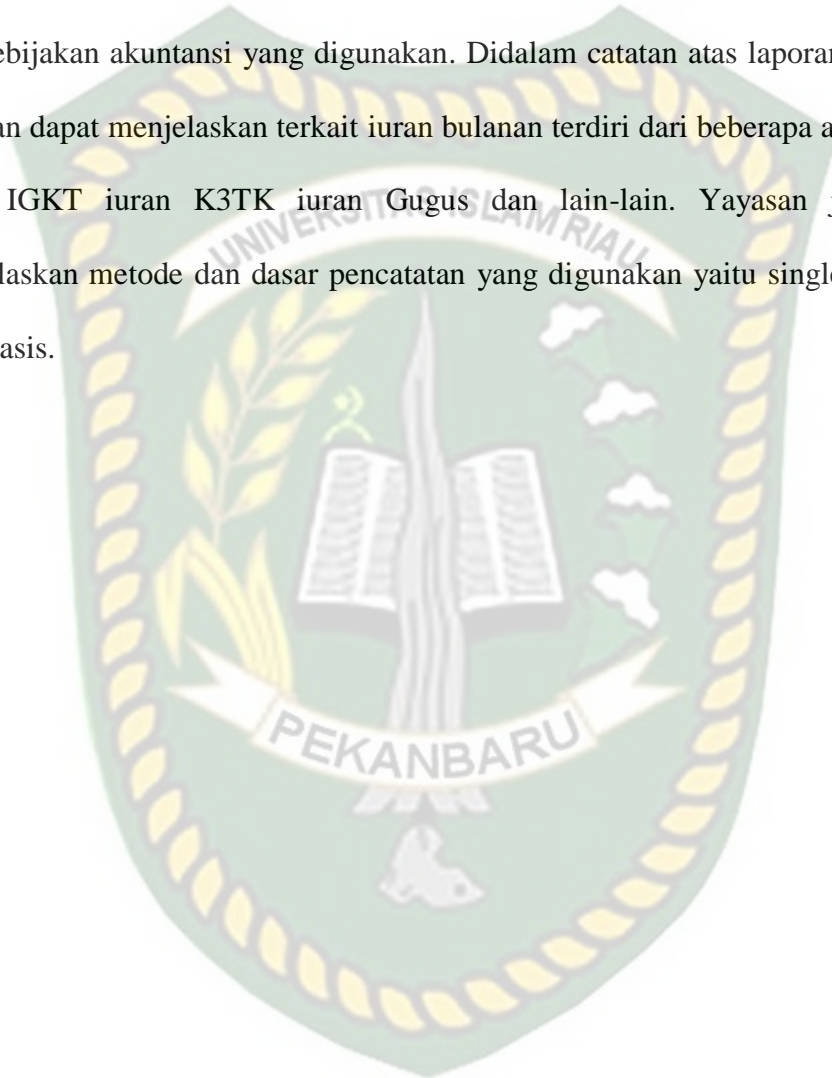 ebijakan akuntansi yang digunakan. Didalam catatan atas laporan
an dapat menjelaskan terkait iuran bulanan terdiri dari beberapa a
IGKT iuran K3TK iuran Gugus dan lain-lain. Yayasan j
laskan metode dan dasar pencatatan yang digunakan yaitu single
asis.
UNIVERSITAS ISLAM RIAU
PEKANBARU